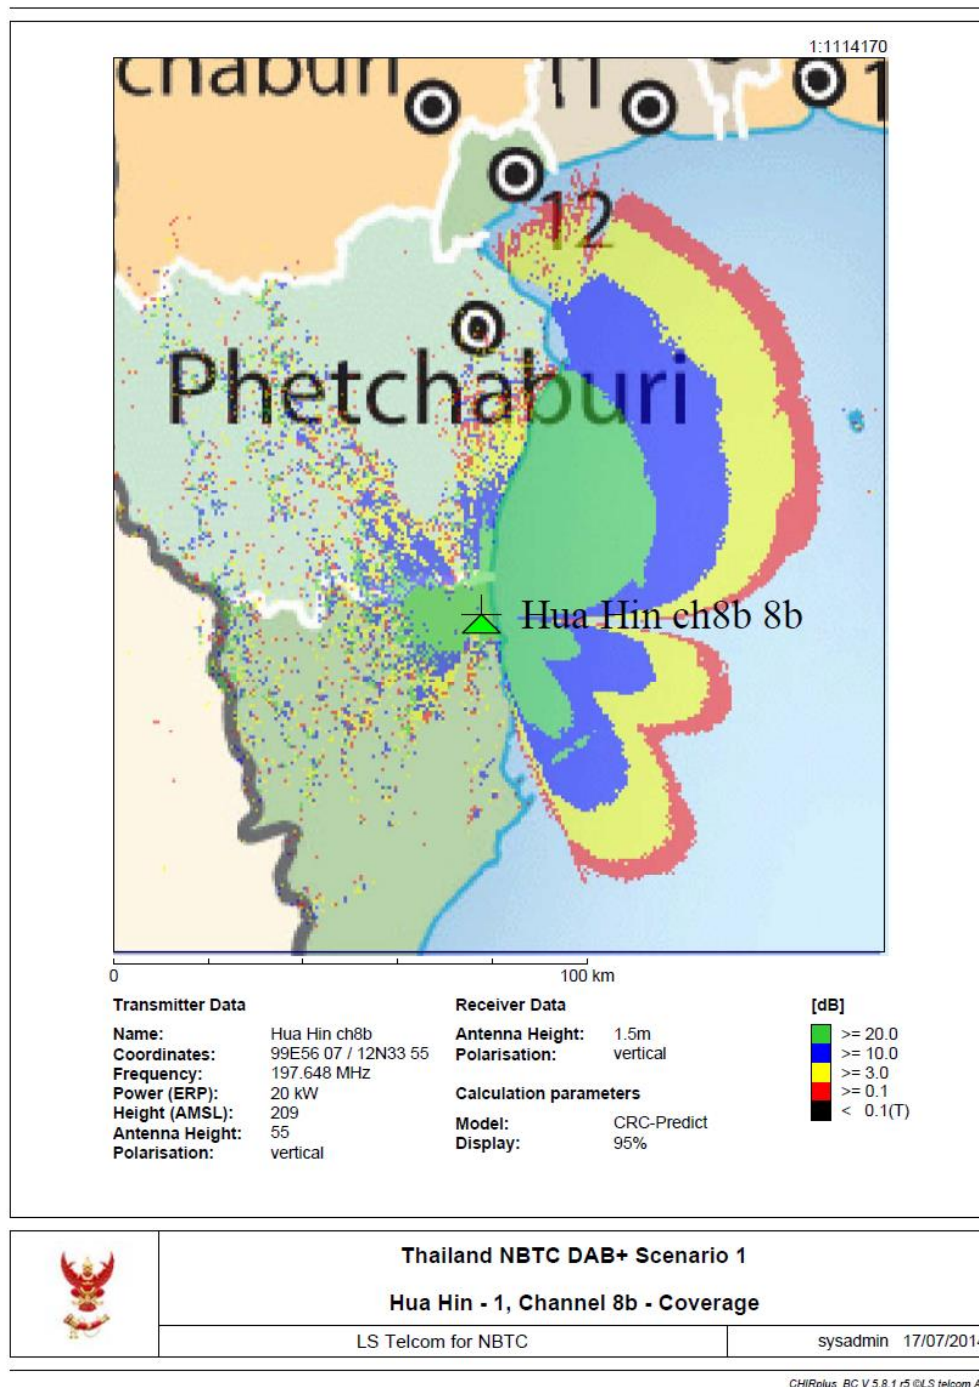 1:1114170
chaburi
11
1
12
Phetchaburi
Hua Hin ch8b 8b
0
100 km
Transmitter Data
Name: Hua Hin ch8b
Coordinates: 99E56 07 / 12N33 55
Frequency: 197.648 MHz
Power (ERP): 20 kW
Height (AMSL): 209
Antenna Height: 55
Polarisation: vertical
Receiver Data
Antenna Height: 1.5m
Polarisation: vertical
Calculation parameters
Model: CRC-Predict
Display: 95%
[dB]
>= 20.0
>= 10.0
>= 3.0
>= 0.1
< 0.1(T)
Thailand NBTC DAB+ Scenario 1
Hua Hin - 1, Channel 8b - Coverage
LS Telcom for NBTC
sysadmin 17/07/2014
CHIRplus_BC V 5.8.1 r5 ©LS telcom A